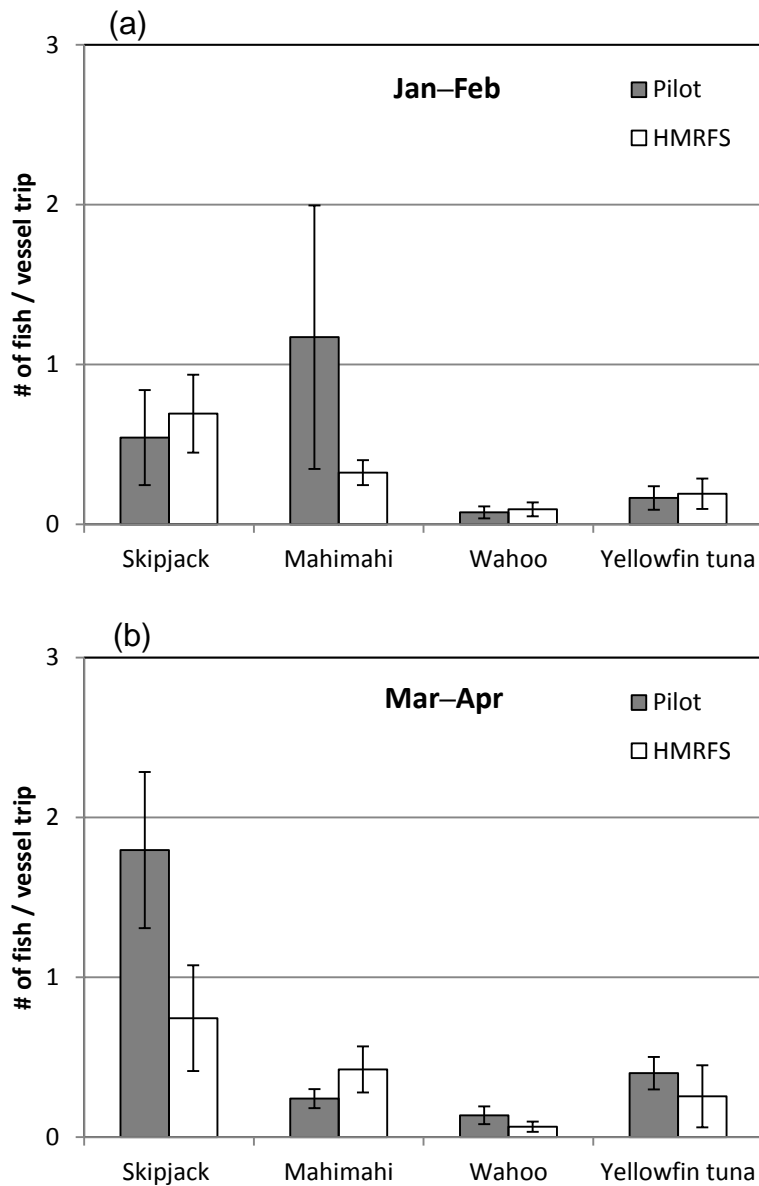 (a)
3
Jan–Feb
Pilot
HMRFS
2
# of fish / vessel trip
1
0
Skipjack Mahimahi Wahoo Yellowfin tuna
(b)
3
Mar–Apr
Pilot
HMRFS
2
# of fish / vessel trip
1
0
Skipjack Mahimahi Wahoo Yellowfin tuna